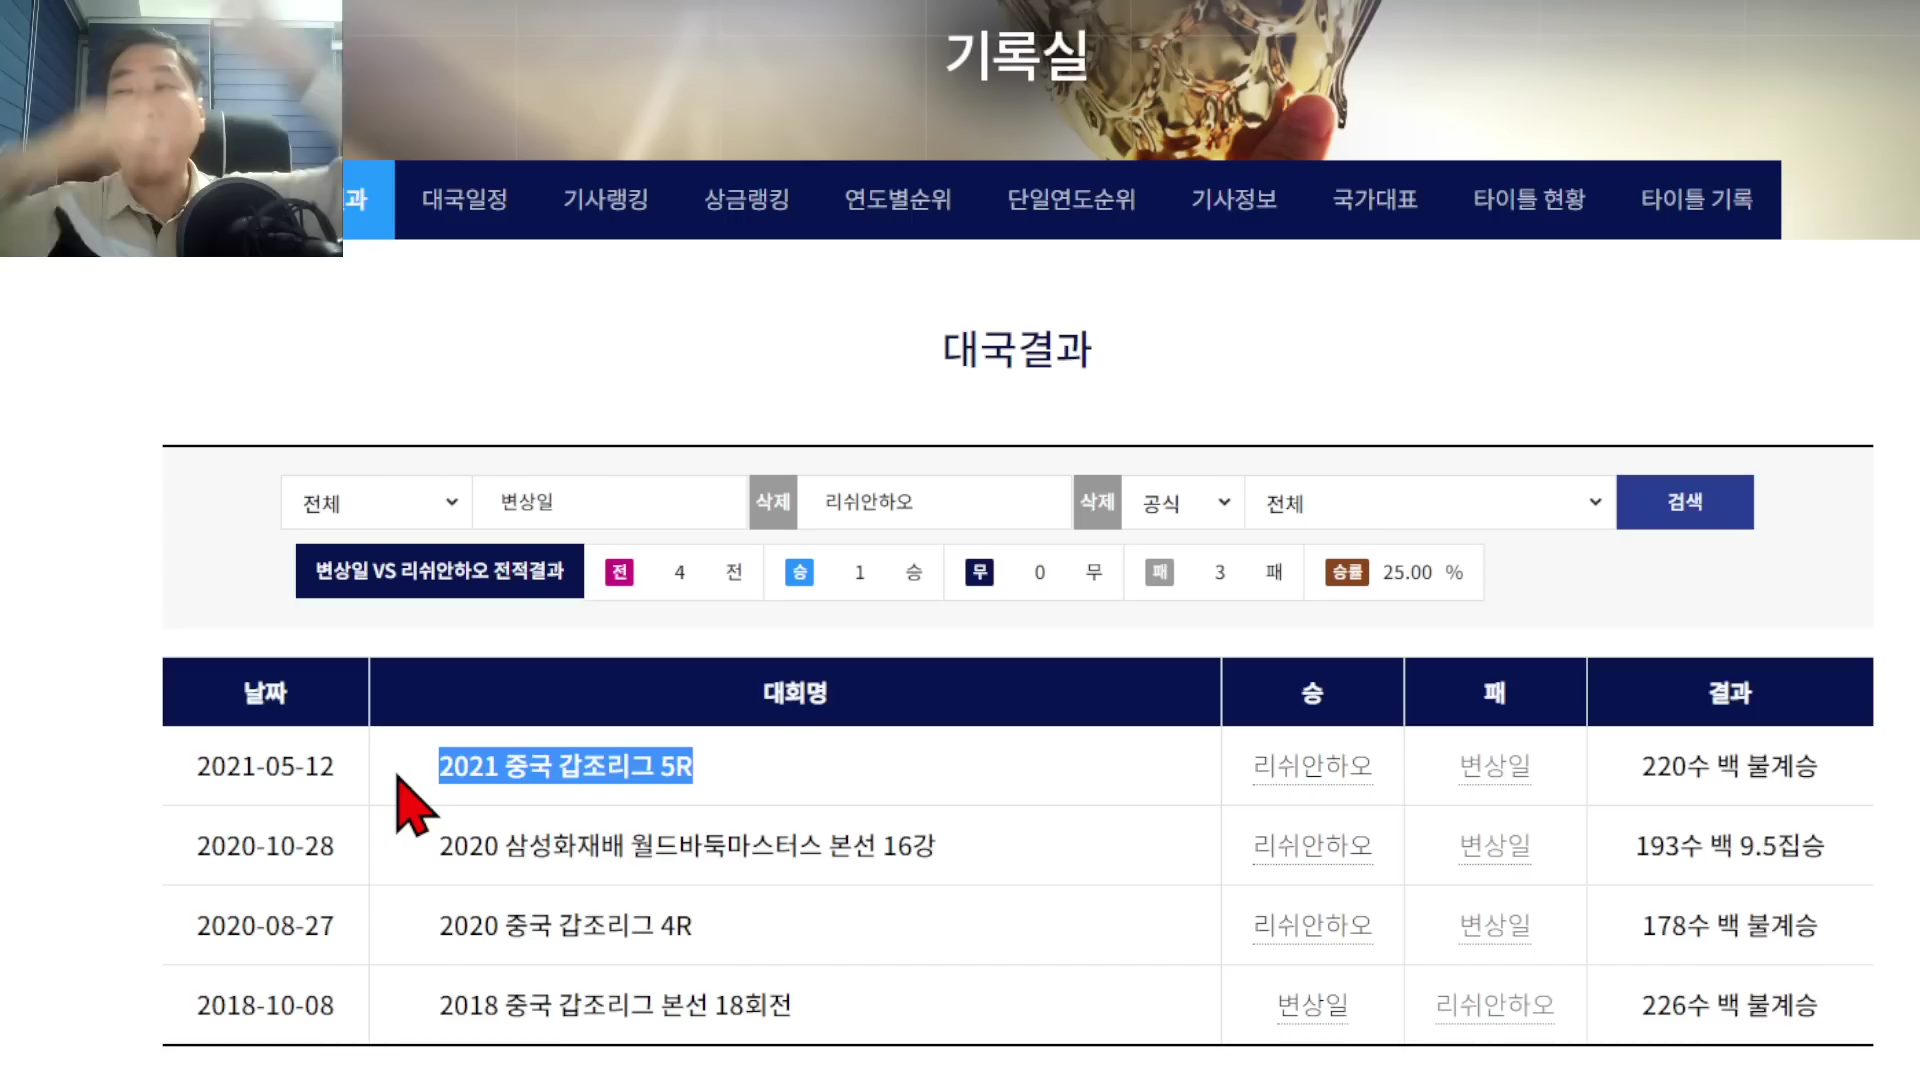 기록실
과 대국일정 기사랭킹 상금랭킹 연도별순위 단일연도순위 기사정보 국가대표 타이틀 현황 타이틀 기록
대국결과
전체 변상일 삭제 리쉬안하오 삭제 공식 전체 검색
변상일 VS 리쉬안하오 전적결과 전 4 전 승 1 승 무 0 무 패 3 패 승률 25.00 %
날짜 대회명 승 패 결과
2021-05-12 2021 중국 갑조리그 5R 리쉬안하오 변상일 220수 백 불계승
2020-10-28 2020 삼성화재배 월드바둑마스터스 본선 16강 리쉬안하오 변상일 193수 백 9.5집승
2020-08-27 2020 중국 갑조리그 4R 리쉬안하오 변상일 178수 백 불계승
2018-10-08 2018 중국 갑조리그 본선 18회전 변상일 리쉬안하오 226수 백 불계승